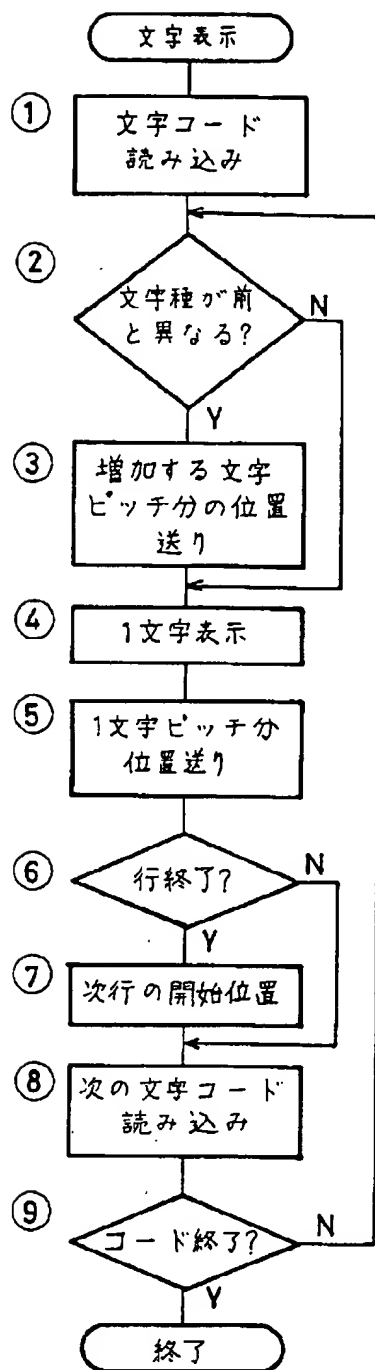 文字表示
①
文字コード
読み込み
②
文字種が前
と異なる?
N
Y
③
増加する文字
ピッチ分の位置
送り
④
1文字表示
⑤
1文字ピッチ分
位置送り
⑥
行終了?
N
Y
⑦
次行の開始位置
⑧
次の文字コード
読み込み
⑨
コード終了?
N
Y
終了